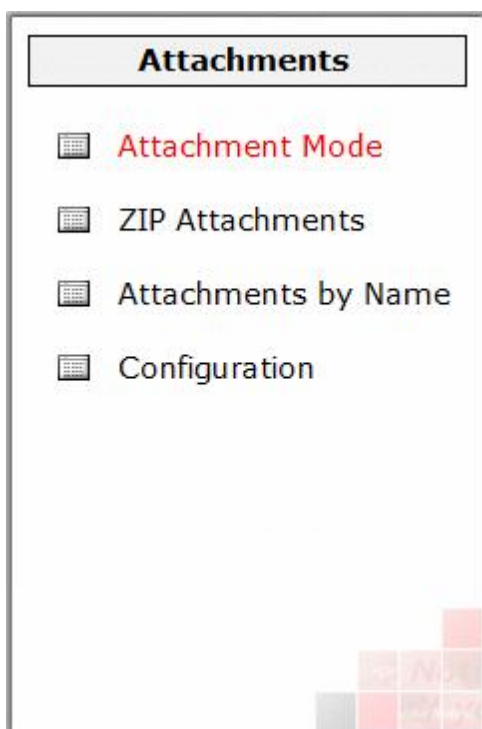 Attachments
Attachment Mode
ZIP Attachments
Attachments by Name
Configuration